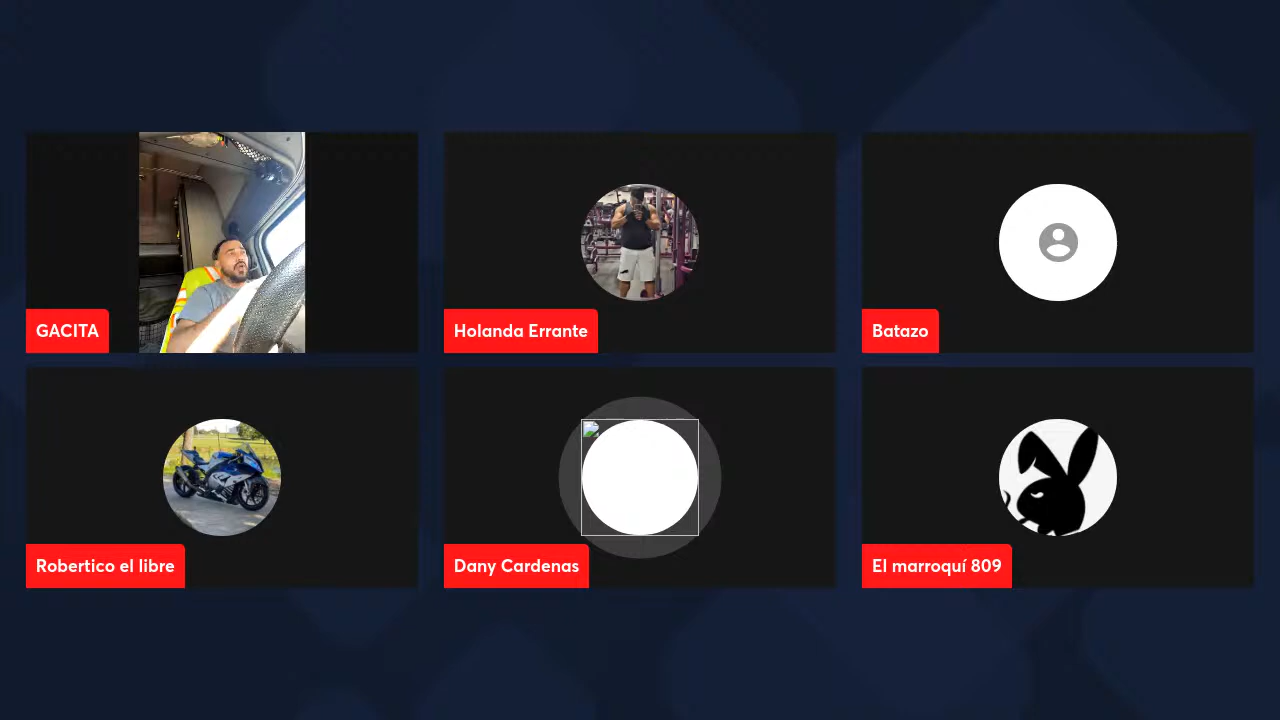 GACITA
Holanda Errante
Batazo
Robertico el libre
Dany Cardenas
El marroquí 809